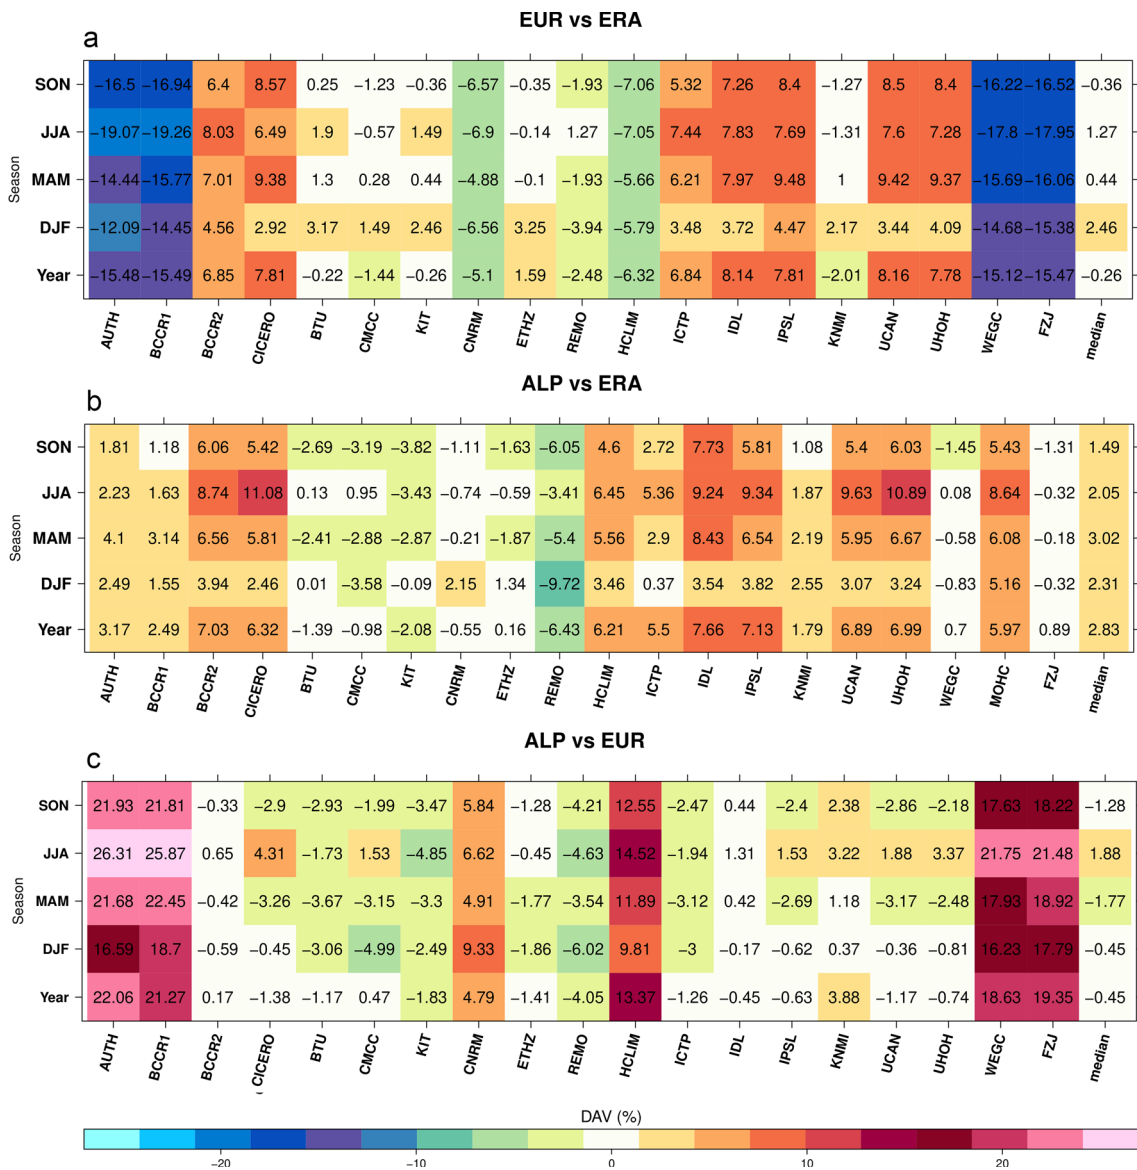 EUR vs ERA
a
SON −16.5 −16.94 6.4 8.57 0.25 −1.23 −0.36 −6.57 −0.35 −1.93 −7.06 5.32 7.26 8.4 −1.27 8.5 8.4 −16.22 −16.52 −0.36
JJA −19.07 −19.26 8.03 6.49 1.9 −0.57 1.49 −6.9 −0.14 1.27 −7.05 7.44 7.83 7.69 −1.31 7.6 7.28 −17.8 −17.95 1.27
MAM −14.44 −15.77 7.01 9.38 1.3 0.28 0.44 −4.88 −0.1 −1.93 −5.66 6.21 7.97 9.48 1 9.42 9.37 −15.69 −16.06 0.44
DJF −12.09 −14.45 4.56 2.92 3.17 1.49 2.46 −6.56 3.25 −3.94 −5.79 3.48 3.72 4.47 2.17 3.44 4.09 −14.68 −15.38 2.46
Year −15.48 −15.49 6.85 7.81 −0.22 −1.44 −0.26 −5.1 1.59 −2.48 −6.32 6.84 8.14 7.81 −2.01 8.16 7.78 −15.12 −15.47 −0.26
Season
AUTH BCCR1 BCCR2 CICERO BTU CMCC KIT CNRM ETHZ REMO HCLIM ICTP IDL IPSL KNMI UCAN UHOH WEGC FZJ median
ALP vs ERA
b
SON 1.81 1.18 6.06 5.42 −2.69 −3.19 −3.82 −1.11 −1.63 −6.05 4.6 2.72 7.73 5.81 1.08 5.4 6.03 −1.45 5.43 −1.31 1.49
JJA 2.23 1.63 8.74 11.08 0.13 0.95 −3.43 −0.74 −0.59 −3.41 6.45 5.36 9.24 9.34 1.87 9.63 10.89 0.08 8.64 −0.32 2.05
MAM 4.1 3.14 6.56 5.81 −2.41 −2.88 −2.87 −0.21 −1.87 −5.4 5.56 2.9 8.43 6.54 2.19 5.95 6.67 −0.58 6.08 −0.18 3.02
DJF 2.49 1.55 3.94 2.46 0.01 −3.58 −0.09 2.15 1.34 −9.72 3.46 0.37 3.54 3.82 2.55 3.07 3.24 −0.83 5.16 −0.32 2.31
Year 3.17 2.49 7.03 6.32 −1.39 −0.98 −2.08 −0.55 0.16 −6.43 6.21 5.5 7.66 7.13 1.79 6.89 6.99 0.7 5.97 0.89 2.83
Season
AUTH BCCR1 BCCR2 CICERO BTU CMCC KIT CNRM ETHZ REMO HCLIM ICTP IDL IPSL KNMI UCAN UHOH WEGC MOHC FZJ median
ALP vs EUR
c
SON 21.93 21.81 −0.33 −2.9 −2.93 −1.99 −3.47 5.84 −1.28 −4.21 12.55 −2.47 0.44 −2.4 2.38 −2.86 −2.18 17.63 18.22 −1.28
JJA 26.31 25.87 0.65 4.31 −1.73 1.53 −4.85 6.62 −0.45 −4.63 14.52 −1.94 1.31 1.53 3.22 1.88 3.37 21.75 21.48 1.88
MAM 21.68 22.45 −0.42 −3.26 −3.67 −3.15 −3.3 4.91 −1.77 −3.54 11.89 −3.12 0.42 −2.69 1.18 −3.17 −2.48 17.93 18.92 −1.77
DJF 16.59 18.7 −0.59 −0.45 −3.06 −4.99 −2.49 9.33 −1.86 −6.02 9.81 −3 −0.17 −0.62 0.37 −0.36 −0.81 16.23 17.79 −0.45
Year 22.06 21.27 0.17 −1.38 −1.17 0.47 −1.83 4.79 −1.41 −4.05 13.37 −1.26 −0.45 −0.63 3.88 −1.17 −0.74 18.63 19.35 −0.45
Season
AUTH BCCR1 BCCR2 CICERO BTU CMCC KIT CNRM ETHZ REMO HCLIM ICTP IDL IPSL KNMI UCAN UHOH WEGC FZJ median
DAV (%)
−20 −10 0 10 20